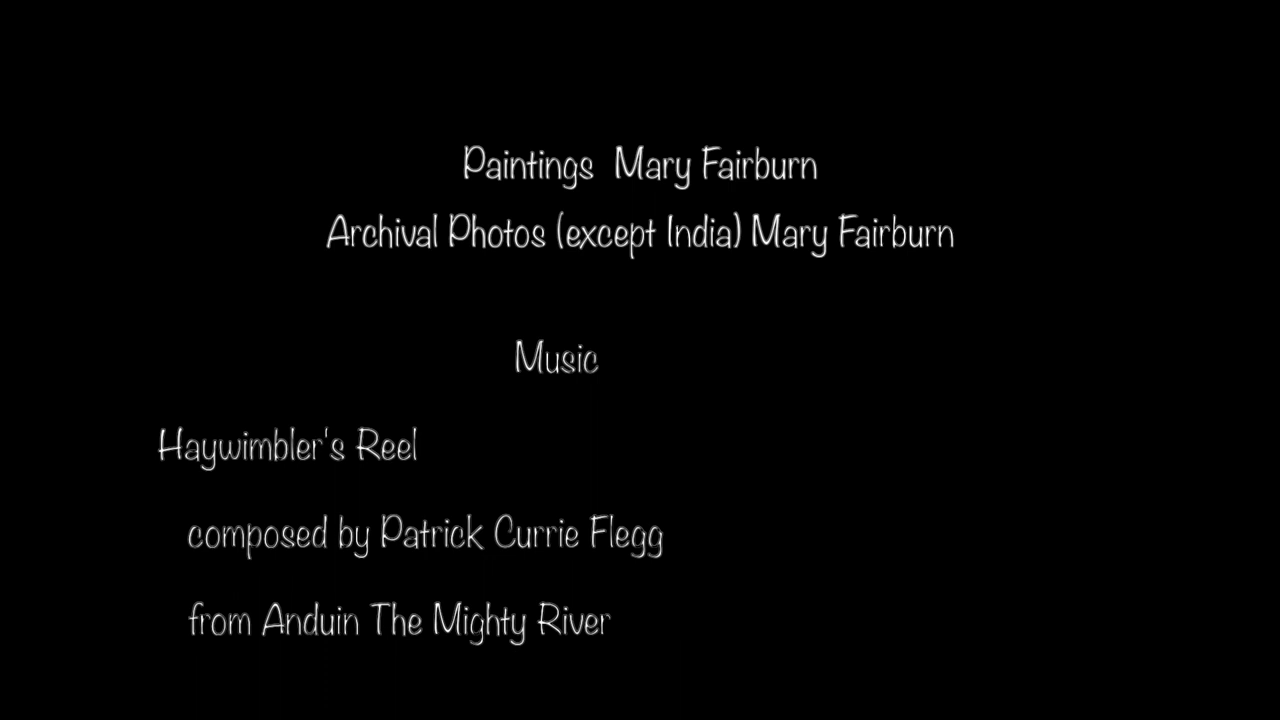 Paintings  Mary Fairburn
Archival Photos (except India) Mary Fairburn
Music
Haywimbler's Reel
composed by Patrick Currie Flegg
from Anduin The Mighty River